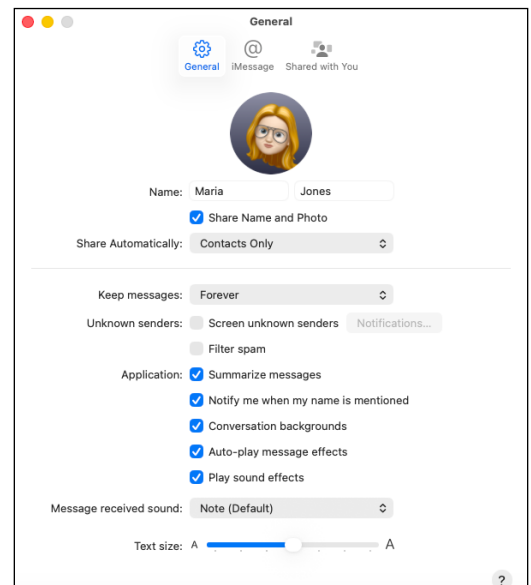 General
General iMessage Shared with You
Name: Maria Jones
Share Name and Photo
Share Automatically: Contacts Only
Keep messages: Forever
Unknown senders: Screen unknown senders Notifications...
Filter spam
Application: Summarize messages
Notify me when my name is mentioned
Conversation backgrounds
Auto-play message effects
Play sound effects
Message received sound: Note (Default)
Text size: A A
?